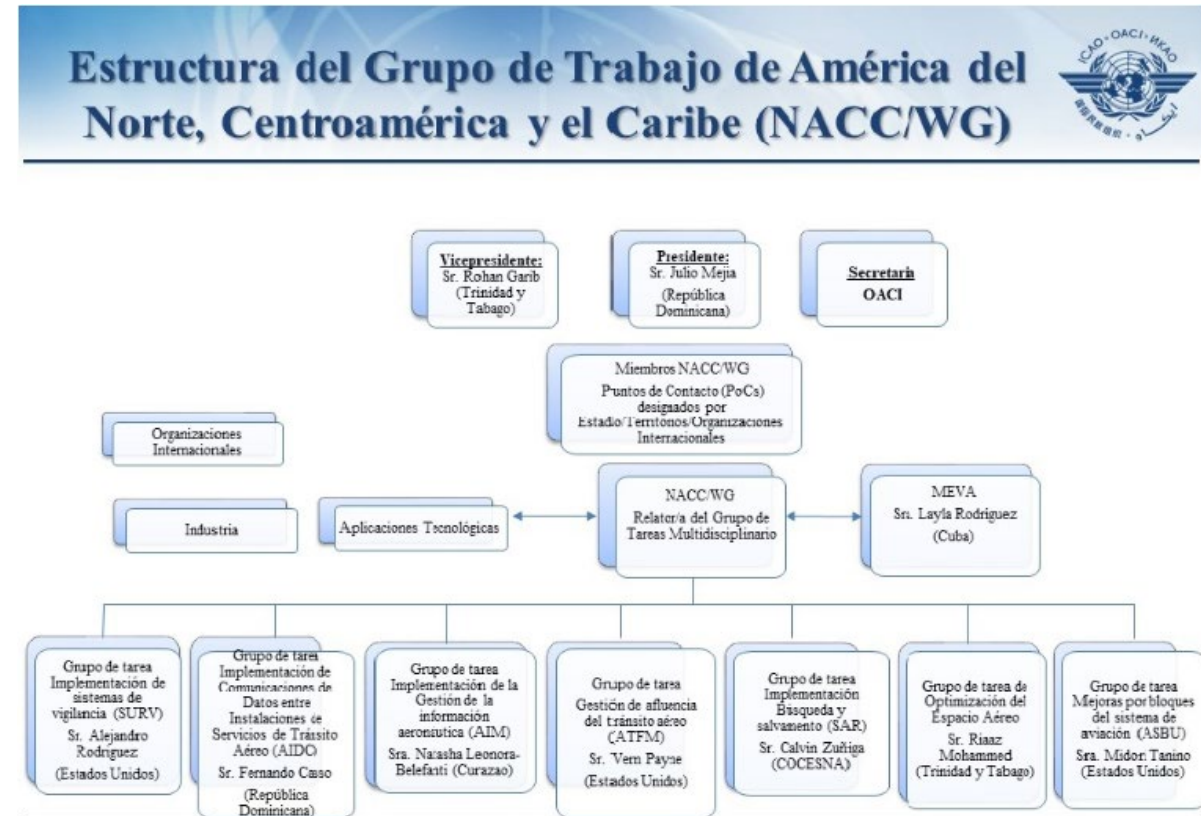 Estructura del Grupo de Trabajo de América del
Norte, Centroamérica y el Caribe (NACC/WG)
ICAO · OACI · ИКАО
Vicepresidente:
Sr. Rohan Garib
(Trinidad y
Tabago)
Presidente:
Sr. Julio Mejia
(República
Dominicana)
Secretaria
OACI
Miembros NACC/WG
Puntos de Contacto (PoCs)
designados por
Estado/Territorios/Organizaciones
Internacionales
Organizaciones
Internacionales
Industria
Aplicaciones Tecnológicas
NACC/WG
Relator/a del Grupo de
Tareas Multidisciplinario
MEVA
Layla Rodríguez
(Cuba)
Grupo de tarea
Implementación de
sistemas de
vigilancia (SURV)
Sr. Alejandro
Rodríguez
(Estados Unidos)
Grupo de tarea
Implementación de
Comunicaciones de
Datos entre
Instalaciones de
Servicios de Tránsito
Aéreo (AIDC)
Sr. Fernando Casso
(República
Dominicana)
Grupo de tarea
Implementación de la
Gestión de la
información
aeronáutica (AIM)
Sra. Natasha Leonora-
Belefanti (Curazao)
Grupo de tarea
Gestión de afluencia
del tránsito aéreo
(ATFM)
Sr. Vern Payne
(Estados Unidos)
Grupo de tarea
Implementación
Búsqueda y
salvamento (SAR)
Sr. Calvin Zuñiga
(COCESNA)
Grupo de tarea de
Optimización del
Espacio Aéreo
Sr. Riaaz
Mohammed
(Trinidad y Tabago)
Grupo de tarea
Mejoras por bloques
del sistema de
aviación (ASBU)
Sra. Midori Tanino
(Estados Unidos)